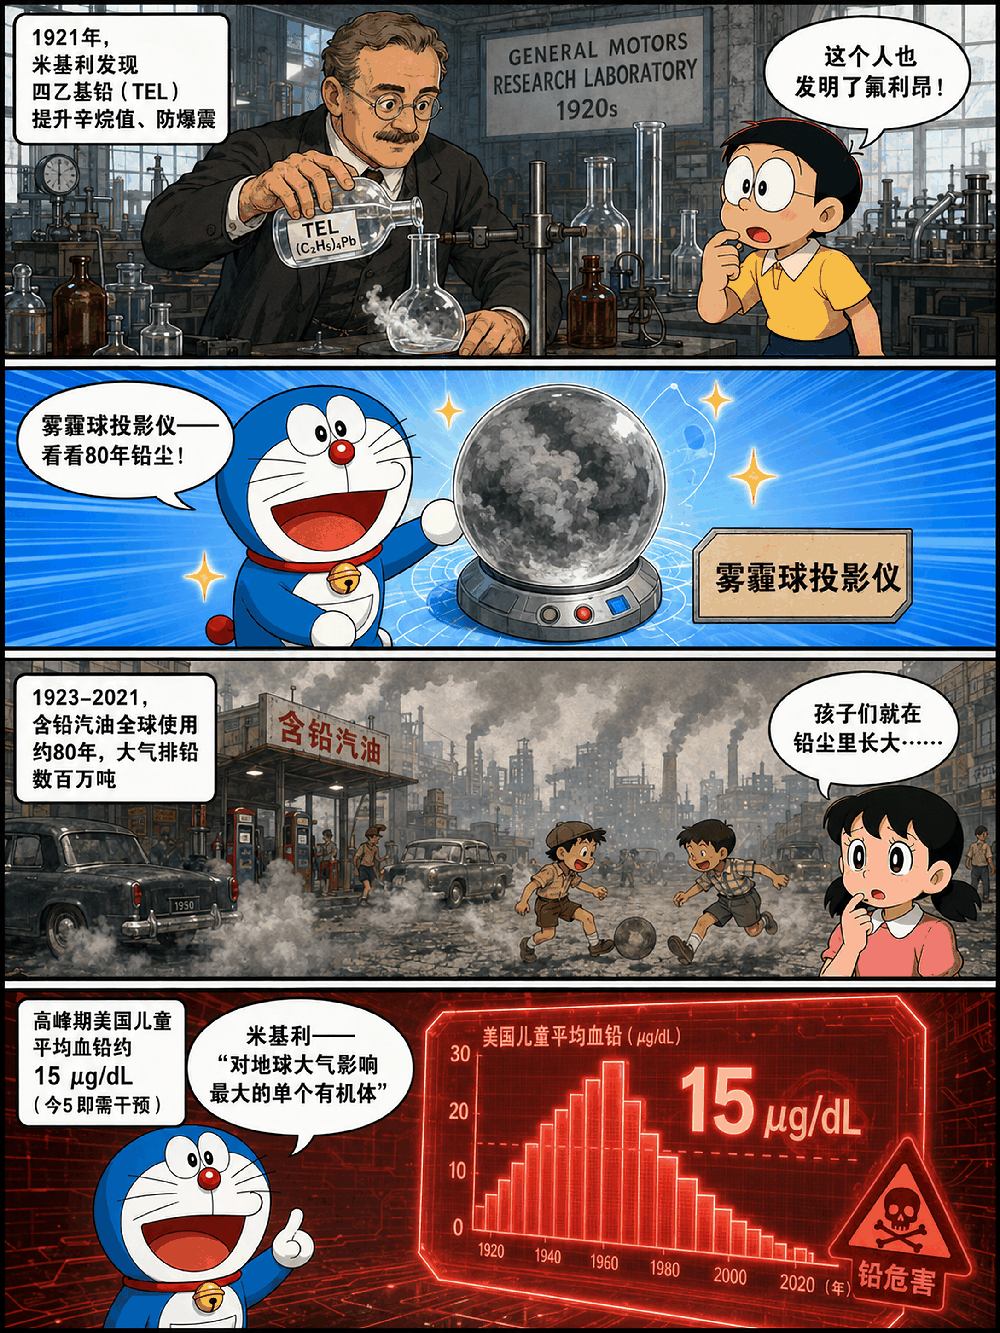 1921年，
米基利发现
四乙基铅（TEL）
提升辛烷值、防爆震
GENERAL MOTORS
RESEARCH LABORATORY
1920s
这个人也
发明了氟利昂！
TEL
(C₂H₅)₄Pb
雾霾球投影仪——
看看80年铅尘！
雾霾球投影仪
1923–2021，
含铅汽油全球使用
约80年，大气排铅
数百万吨
含铅汽油
孩子们就在
铅尘里长大……
1950
高峰期美国儿童
平均血铅约
15 μg/dL
（今5即需干预）
米基利——
“对地球大气影响
最大的单个有机体”
美国儿童平均血铅（μg/dL）
15 μg/dL
30
20
10
0
1920 1940 1960 1980 2000 2020（年）
铅危害